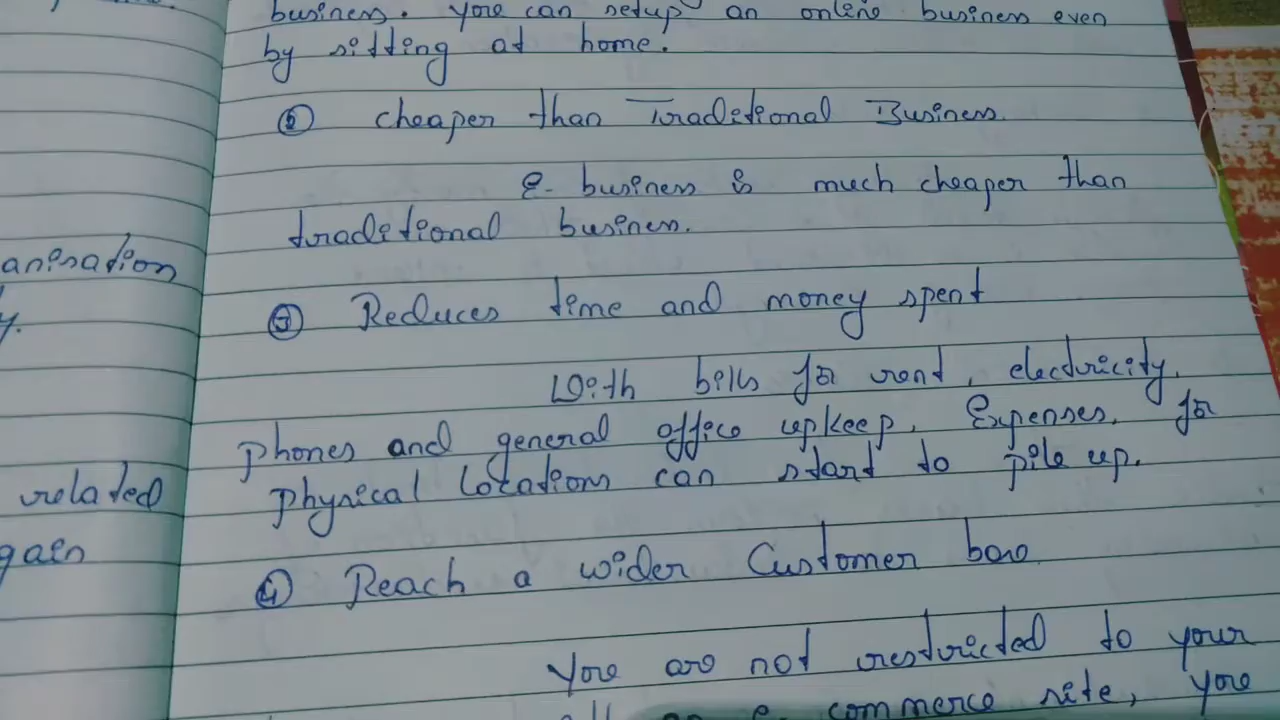 business. you can setup an online business even
by sitting at home.
② cheaper than Traditional Business.
e-business is much cheaper than
traditional business.
③ Reduces time and money spent
With bills for rent, electricity,
phones and general office upkeep. Expenses, for
physical locations can start to pile up.
④ Reach a wider Customer base
You are not restricted to your
commerce site, you
anisation
y.
related
gain